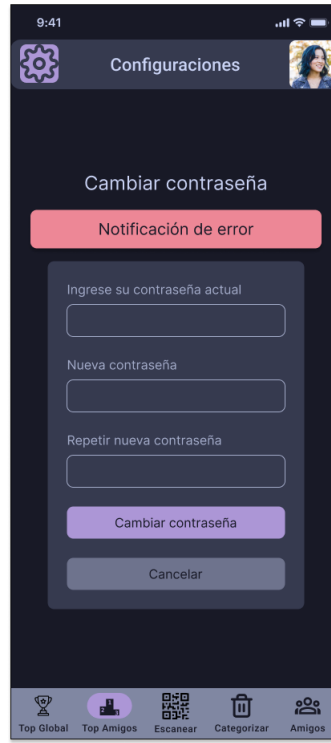 9:41
Configuraciones
Cambiar contraseña
Notificación de error
Ingrese su contraseña actual
Nueva contraseña
Repetir nueva contraseña
Cambiar contraseña
Cancelar
Top Global Top Amigos Escanear Categorizar Amigos